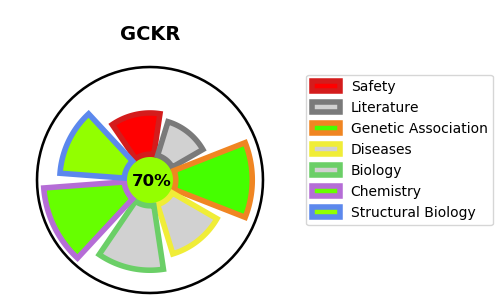 GCKR
70%
Safety
Literature
Genetic Association
Diseases
Biology
Chemistry
Structural Biology